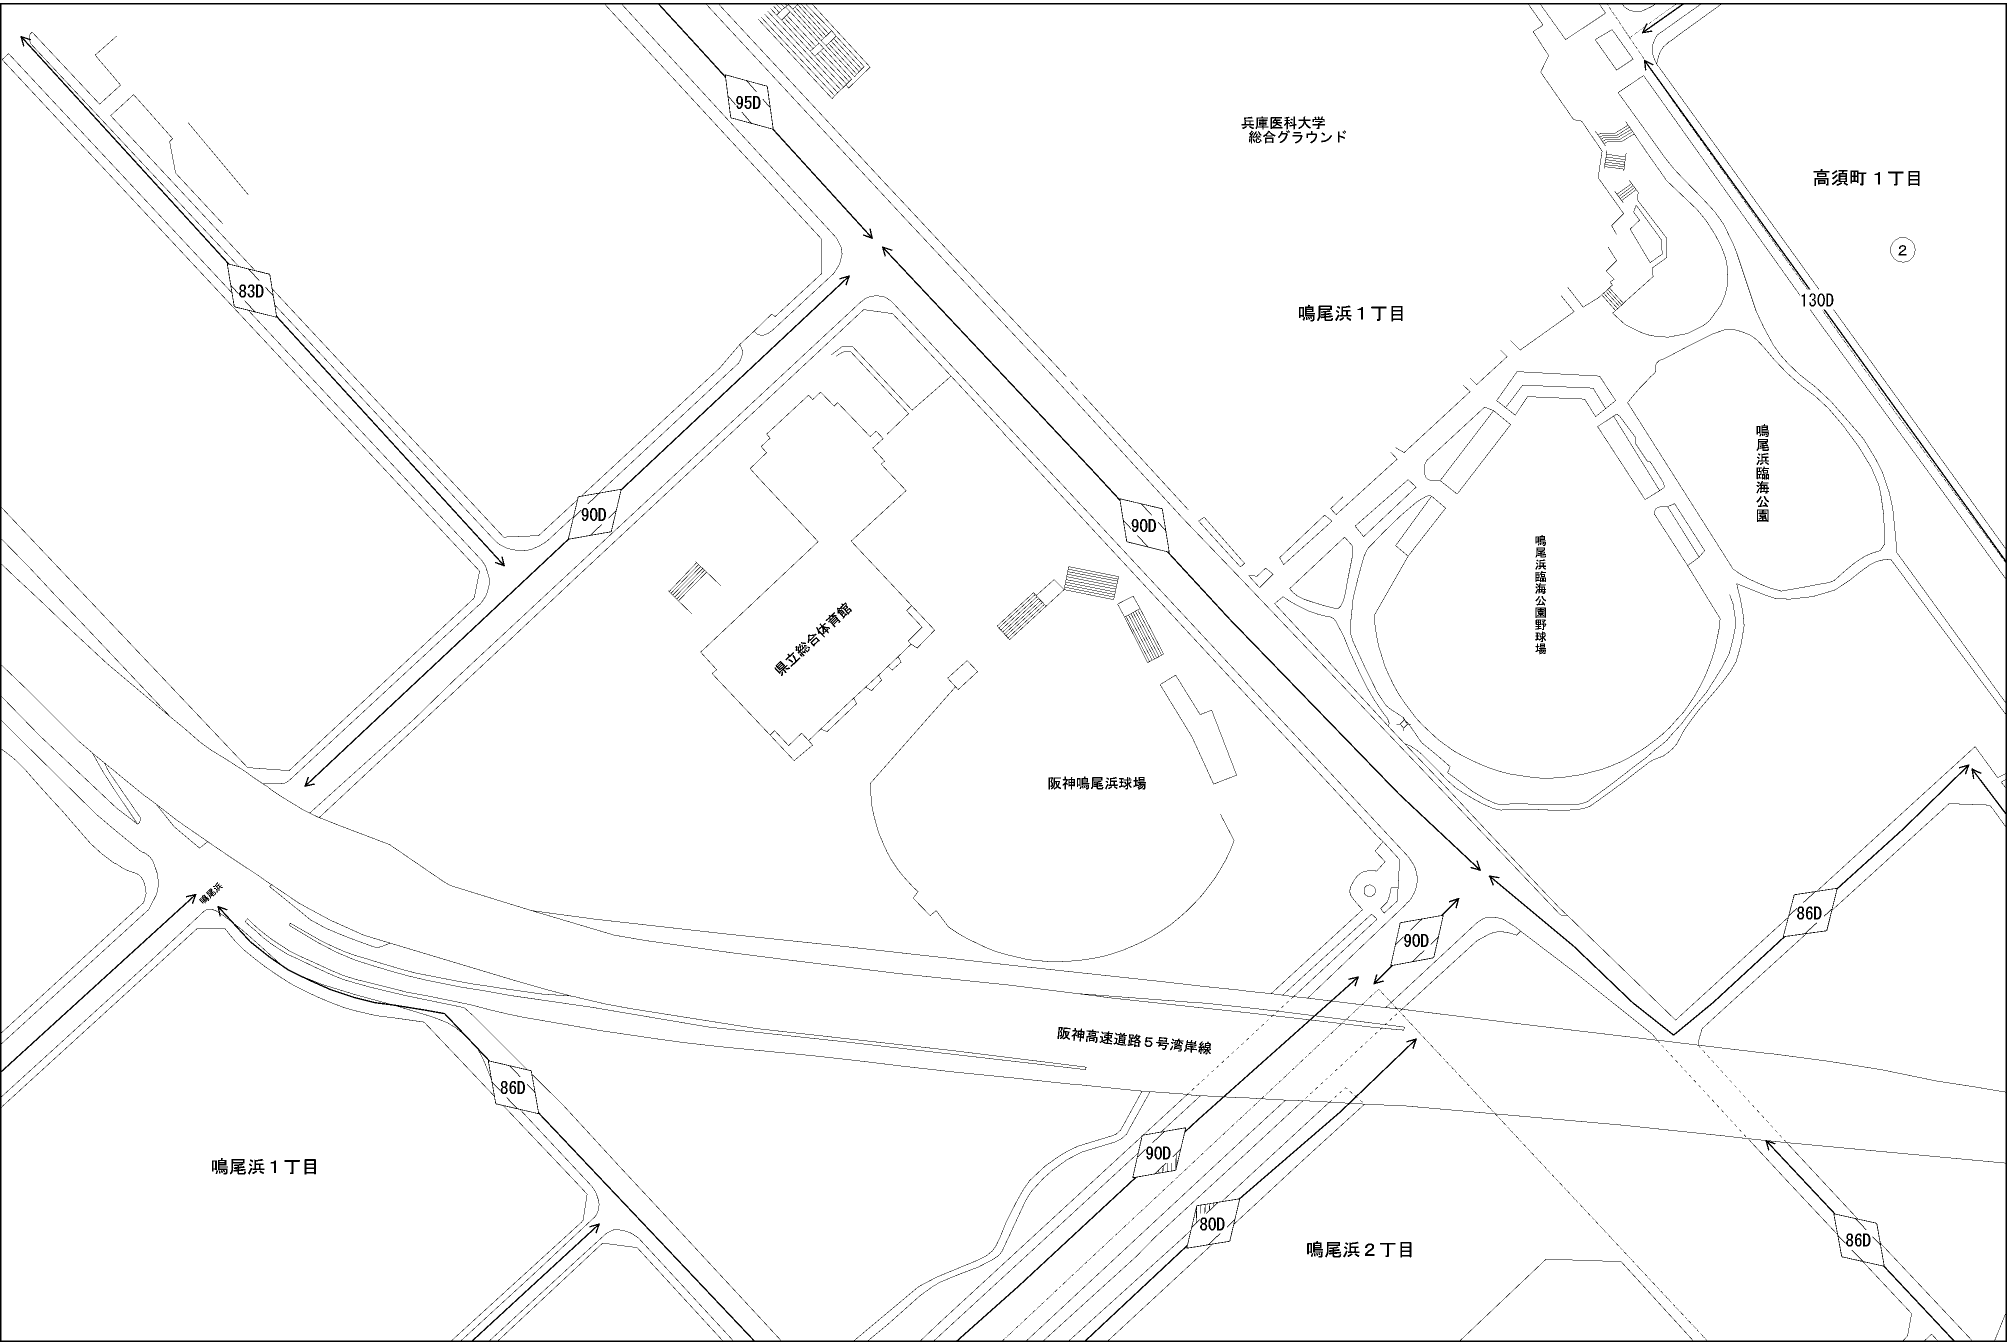 95D
兵庫医科大学
総合グラウンド
高須町１丁目
2
83D
130D
鳴尾浜１丁目
90D
90D
鳴尾浜臨海公園
鳴尾浜臨海公園野球場
県立総合体育館
阪神鳴尾浜球場
鳴尾浜
86D
90D
阪神高速道路５号湾岸線
86D
90D
鳴尾浜１丁目
80D
鳴尾浜２丁目
86D